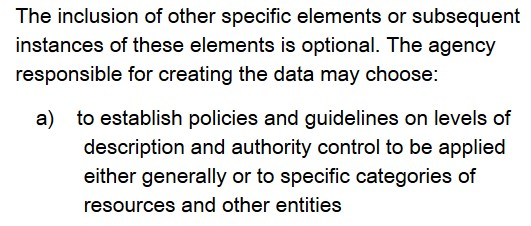 The inclusion of other specific elements or subsequent
instances of these elements is optional. The agency
responsible for creating the data may choose:
a) to establish policies and guidelines on levels of
description and authority control to be applied
either generally or to specific categories of
resources and other entities